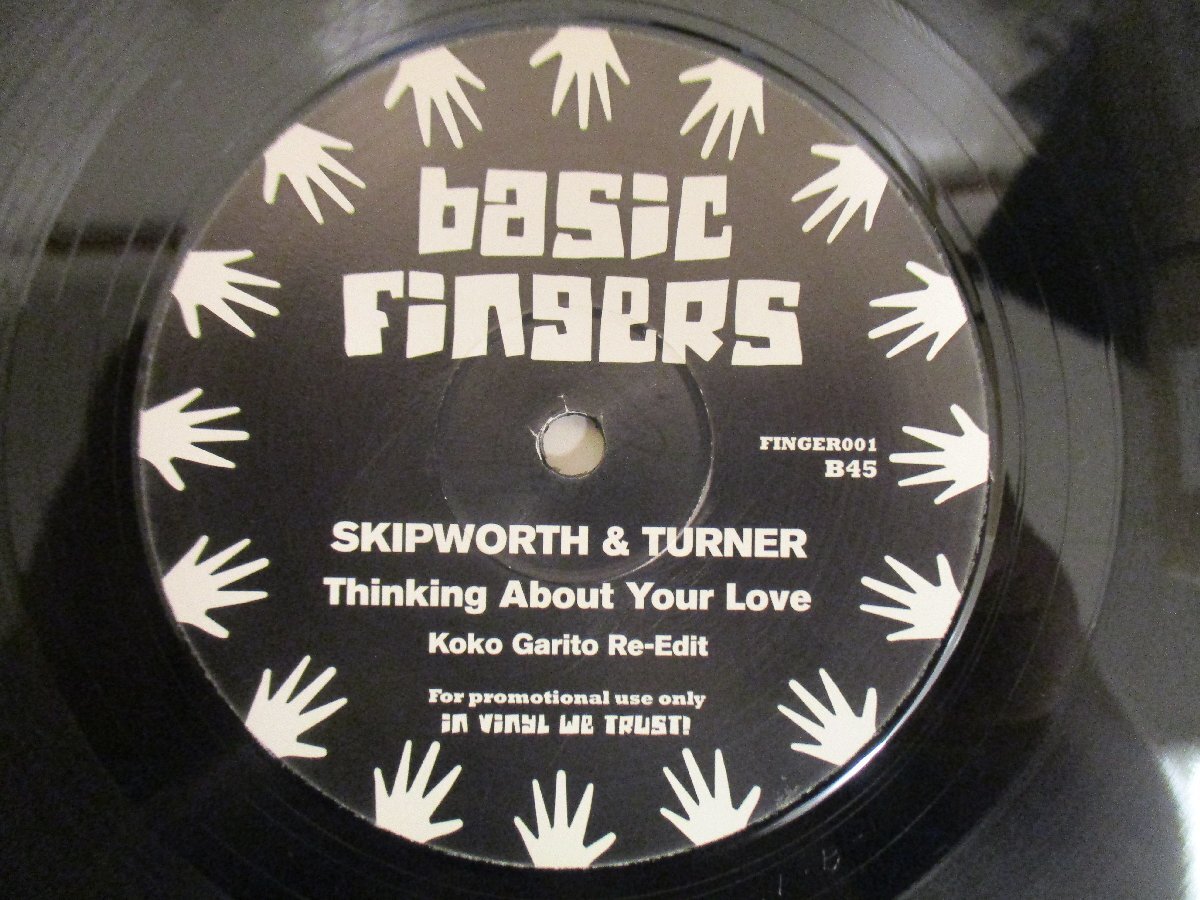 basic
fingers
FINGER001
B45
SKIPWORTH & TURNER
Thinking About Your Love
Koko Garito Re-Edit
For promotional use only
in vinyl we trust!